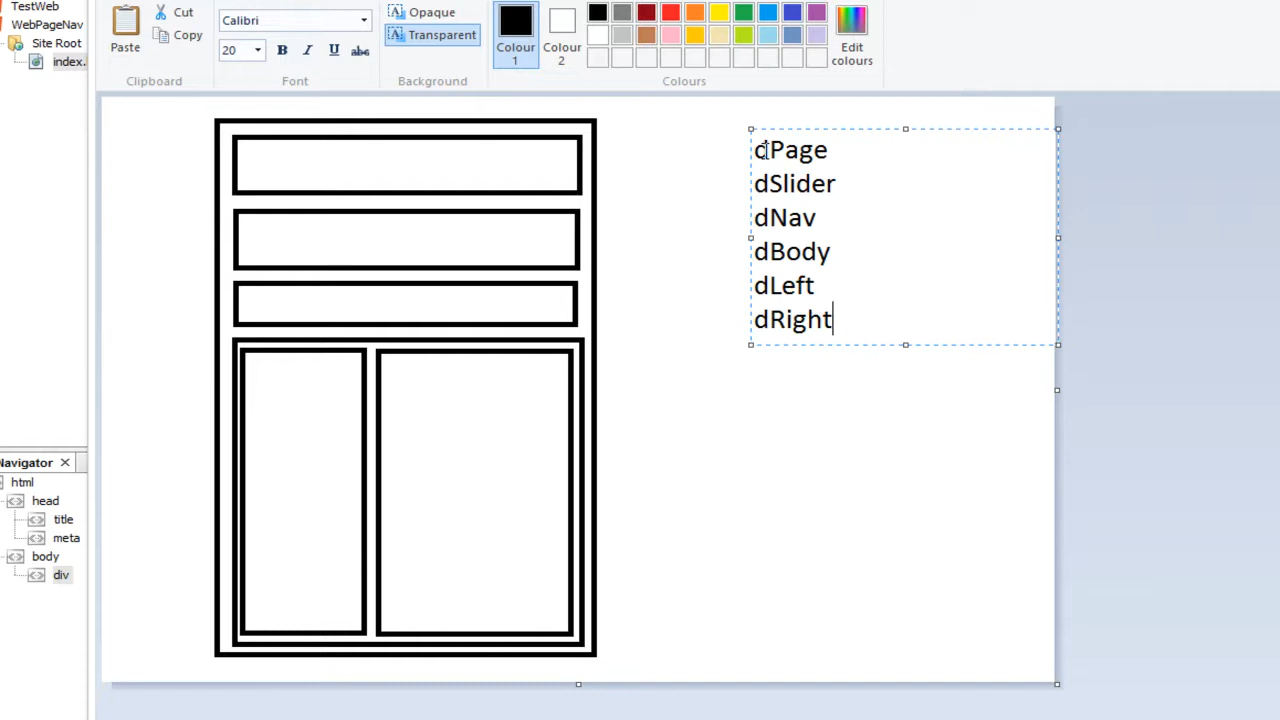 TestWeb
WebPageNav
Site Root
index.
Paste
Cut
Copy
Clipboard
Calibri
20
B I U abc
Font
A Opaque
A Transparent
Background
Colour 1
Colour 2
Edit colours
Colours
dPage
dSlider
dNav
dBody
dLeft
dRight
Navigator
html
head
title
meta
body
div